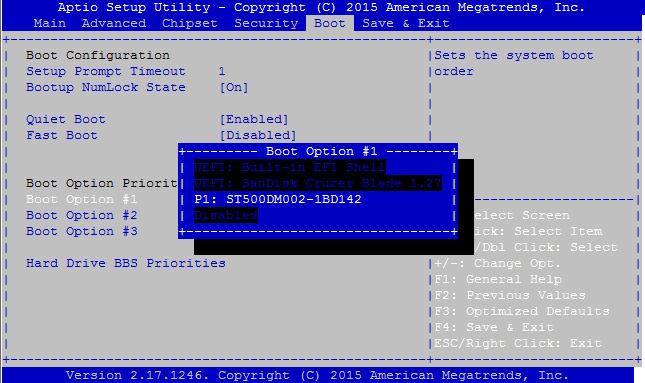 Aptio Setup Utility - Copyright (C) 2015 American Megatrends, Inc.
Main Advanced Chipset Security Boot Save & Exit
Boot Configuration
Setup Prompt Timeout 1
Bootup NumLock State [On]
Quiet Boot [Enabled]
Fast Boot [Disabled]
Boot Option Priorit
Boot Option #1
Boot Option #2
Boot Option #3
Hard Drive BBS Priorities
Boot Option #1
UEFI: Built-in EFI Shell
UEFI: SanDisk Cruzer Blade 1.27
P1: ST500DM002-1BD142
Disabled
Sets the system boot
order
elect Screen
ick: Select Item
/Dbl Click: Select
+/-: Change Opt.
F1: General Help
F2: Previous Values
F3: Optimized Defaults
F4: Save & Exit
ESC/Right Click: Exit
Version 2.17.1246. Copyright (C) 2015 American Megatrends, Inc.